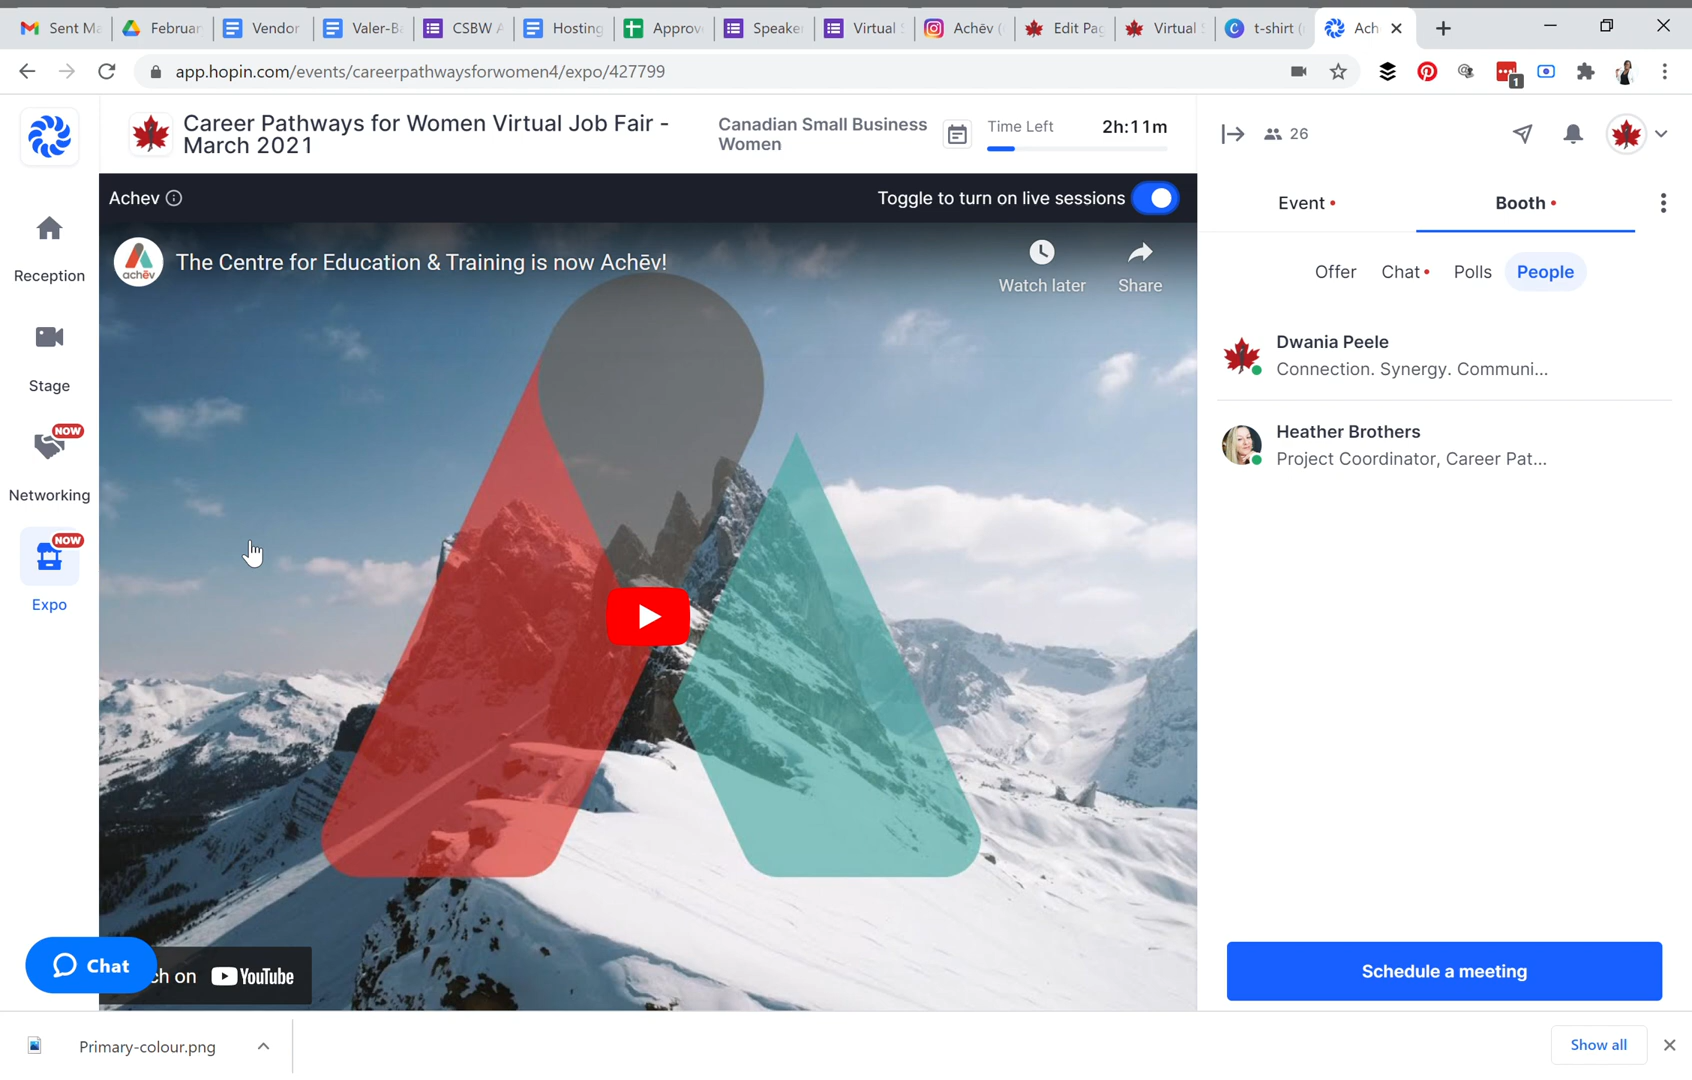 Sent Ma
Februar
Vendor
Valer-Ba
CSBW A
Hosting
Approv
Speaker
Virtual S
Achēv (
Edit Pag
Virtual S
t-shirt (
Ach
app.hopin.com/events/careerpathwaysforwomen4/expo/427799
1
Career Pathways for Women Virtual Job Fair -
March 2021
Canadian Small Business
Women
Time Left
2h:11m
26
Reception
Stage
NOW
Networking
NOW
Expo
Achev
Toggle to turn on live sessions
achēv
The Centre for Education & Training is now Achēv!
Watch later
Share
Event
Booth
Offer
Chat
Polls
People
Dwania Peele
Connection. Synergy. Communi...
Heather Brothers
Project Coordinator, Career Pat...
Chat
ch on YouTube
Schedule a meeting
Primary-colour.png
Show all